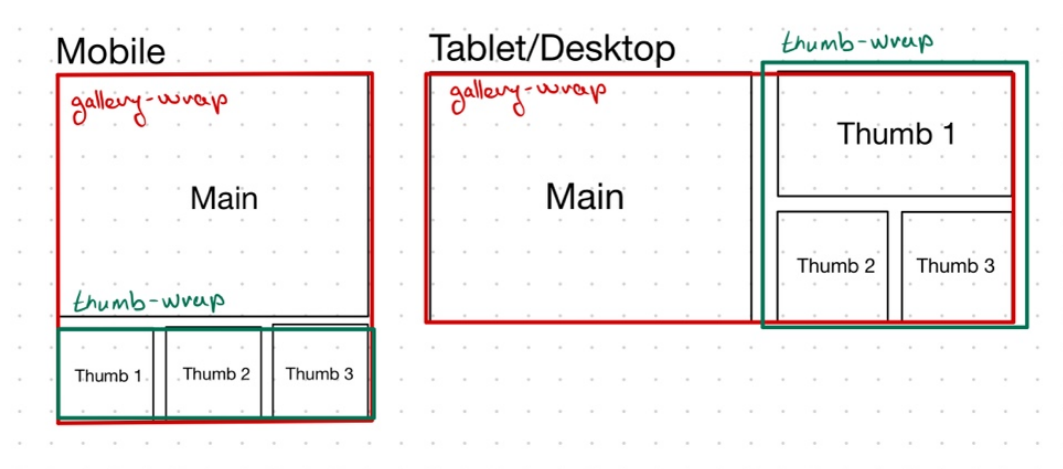 Mobile
gallery-wrap
Main
thumb-wrap
Thumb 1
Thumb 2
Thumb 3
Tablet/Desktop
thumb-wrap
gallery-wrap
Main
Thumb 1
Thumb 2
Thumb 3